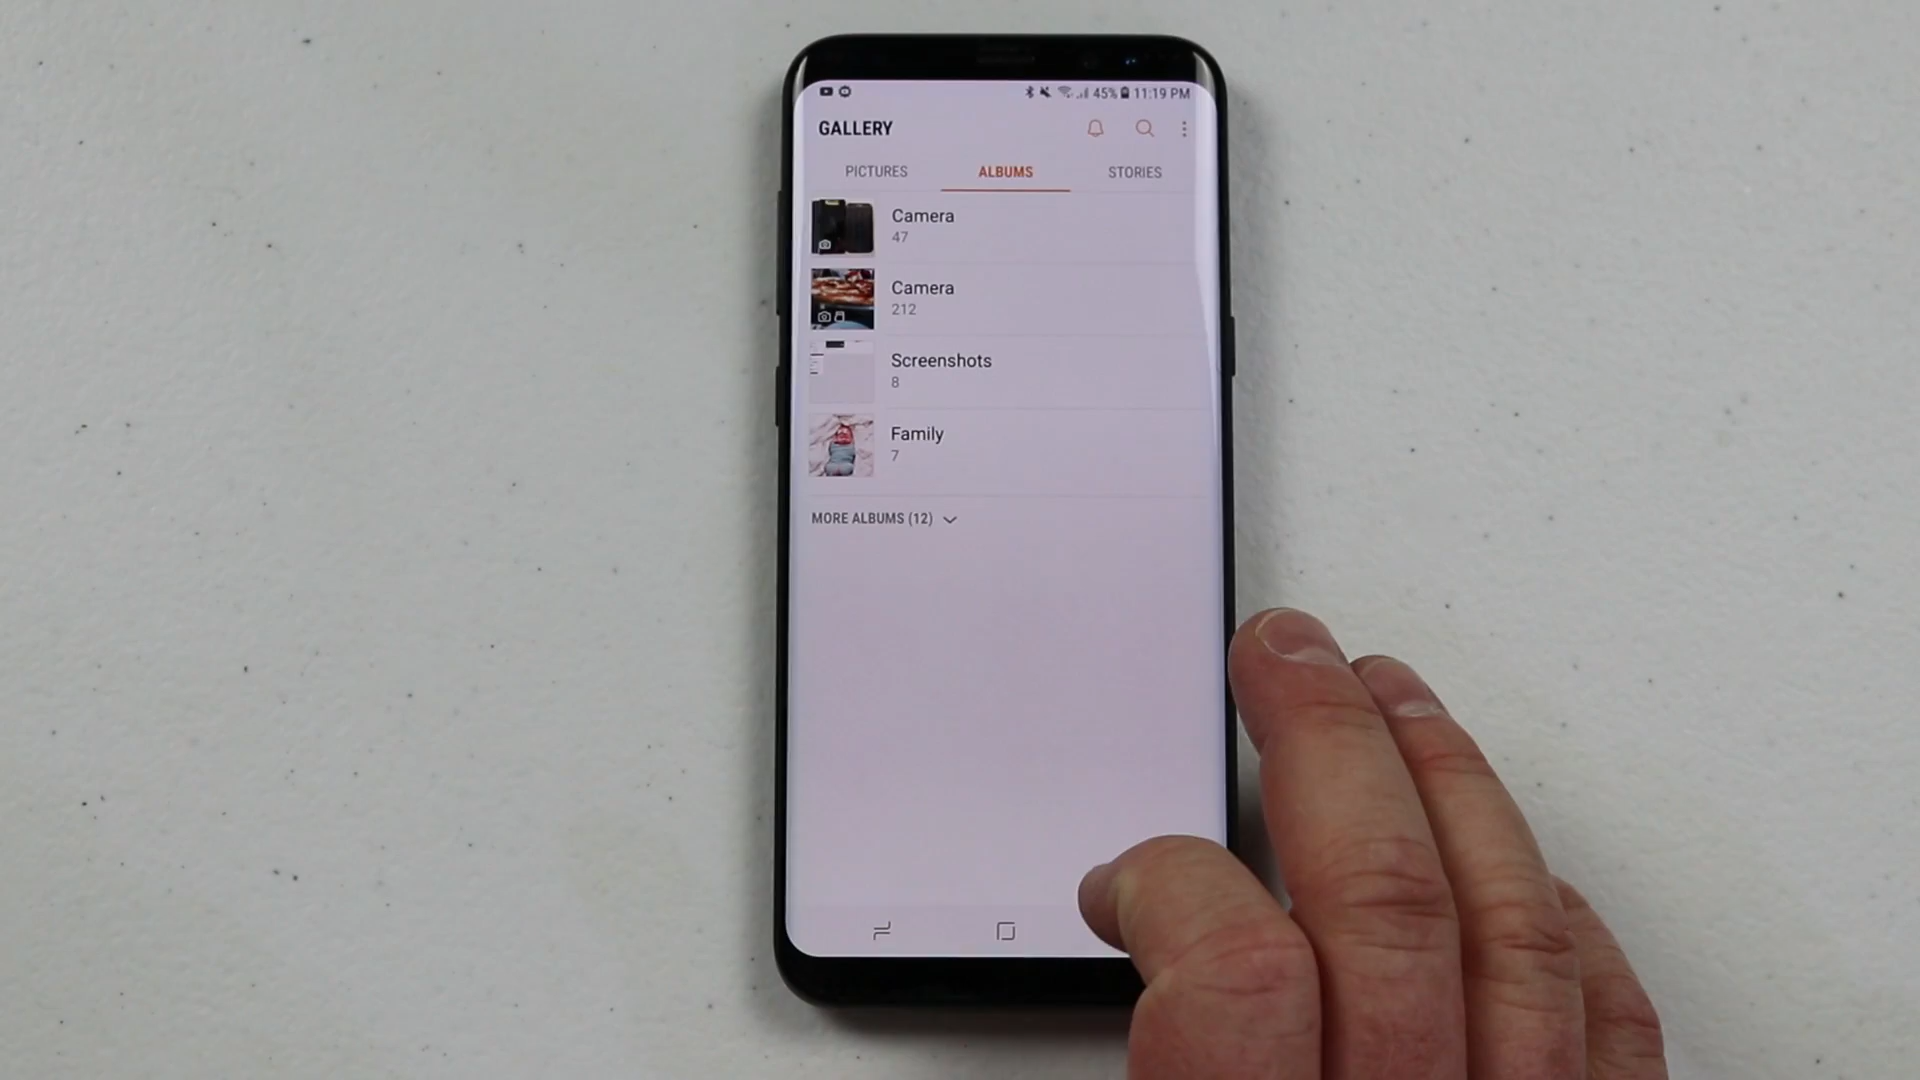 45% 11:19 PM
GALLERY
PICTURES ALBUMS STORIES
Camera
47
Camera
212
Screenshots
8
Family
7
MORE ALBUMS (12)